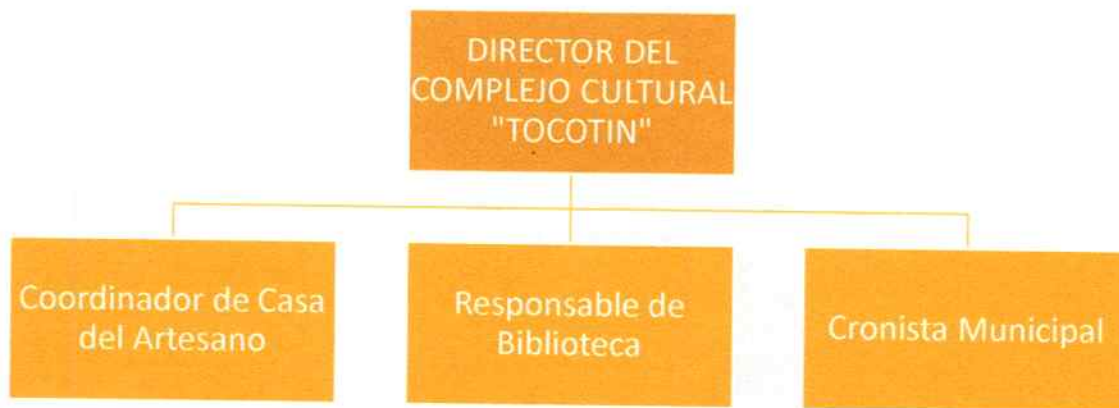 DIRECTOR DEL
COMPLEJO CULTURAL
"TOCOTIN"
Coordinador de Casa
del Artesano
Responsable de
Biblioteca
Cronista Municipal